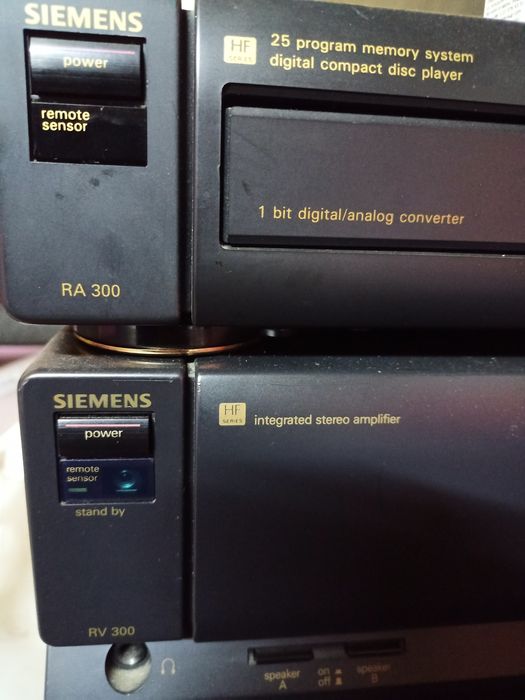 SIEMENS
power
remote
sensor
RA 300
HF
SERIES
25 program memory system
digital compact disc player
1 bit digital/analog converter
SIEMENS
power
remote
sensor
stand by
RV 300
HF
SERIES
integrated stereo amplifier
speaker
A
on
off
speaker
B